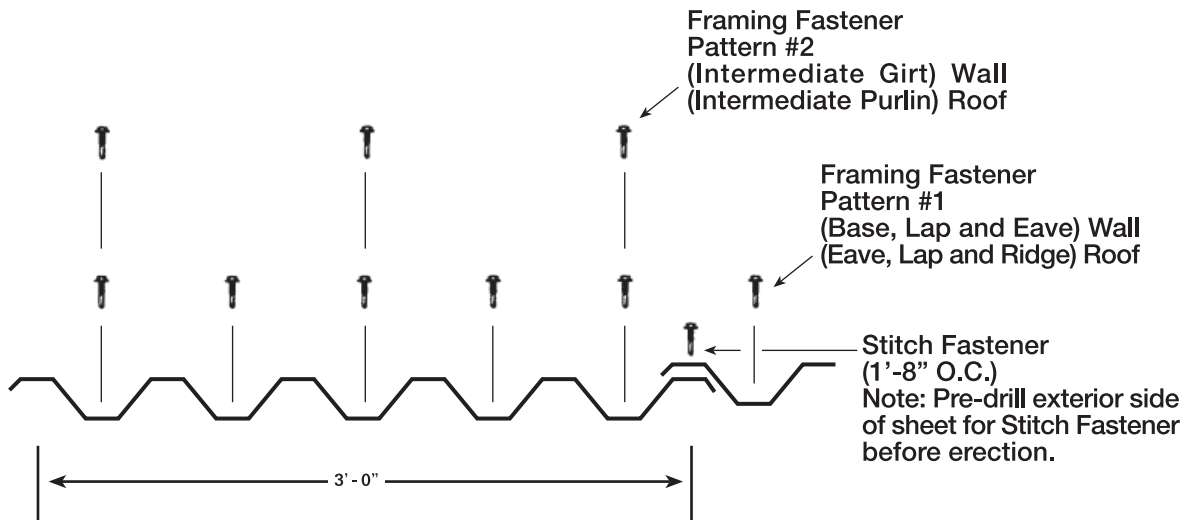 Framing Fastener
Pattern #2
(Intermediate Girt) Wall
(Intermediate Purlin) Roof
Framing Fastener
Pattern #1
(Base, Lap and Eave) Wall
(Eave, Lap and Ridge) Roof
Stitch Fastener
(1'-8" O.C.)
Note: Pre-drill exterior side
of sheet for Stitch Fastener
before erection.
3'-0"